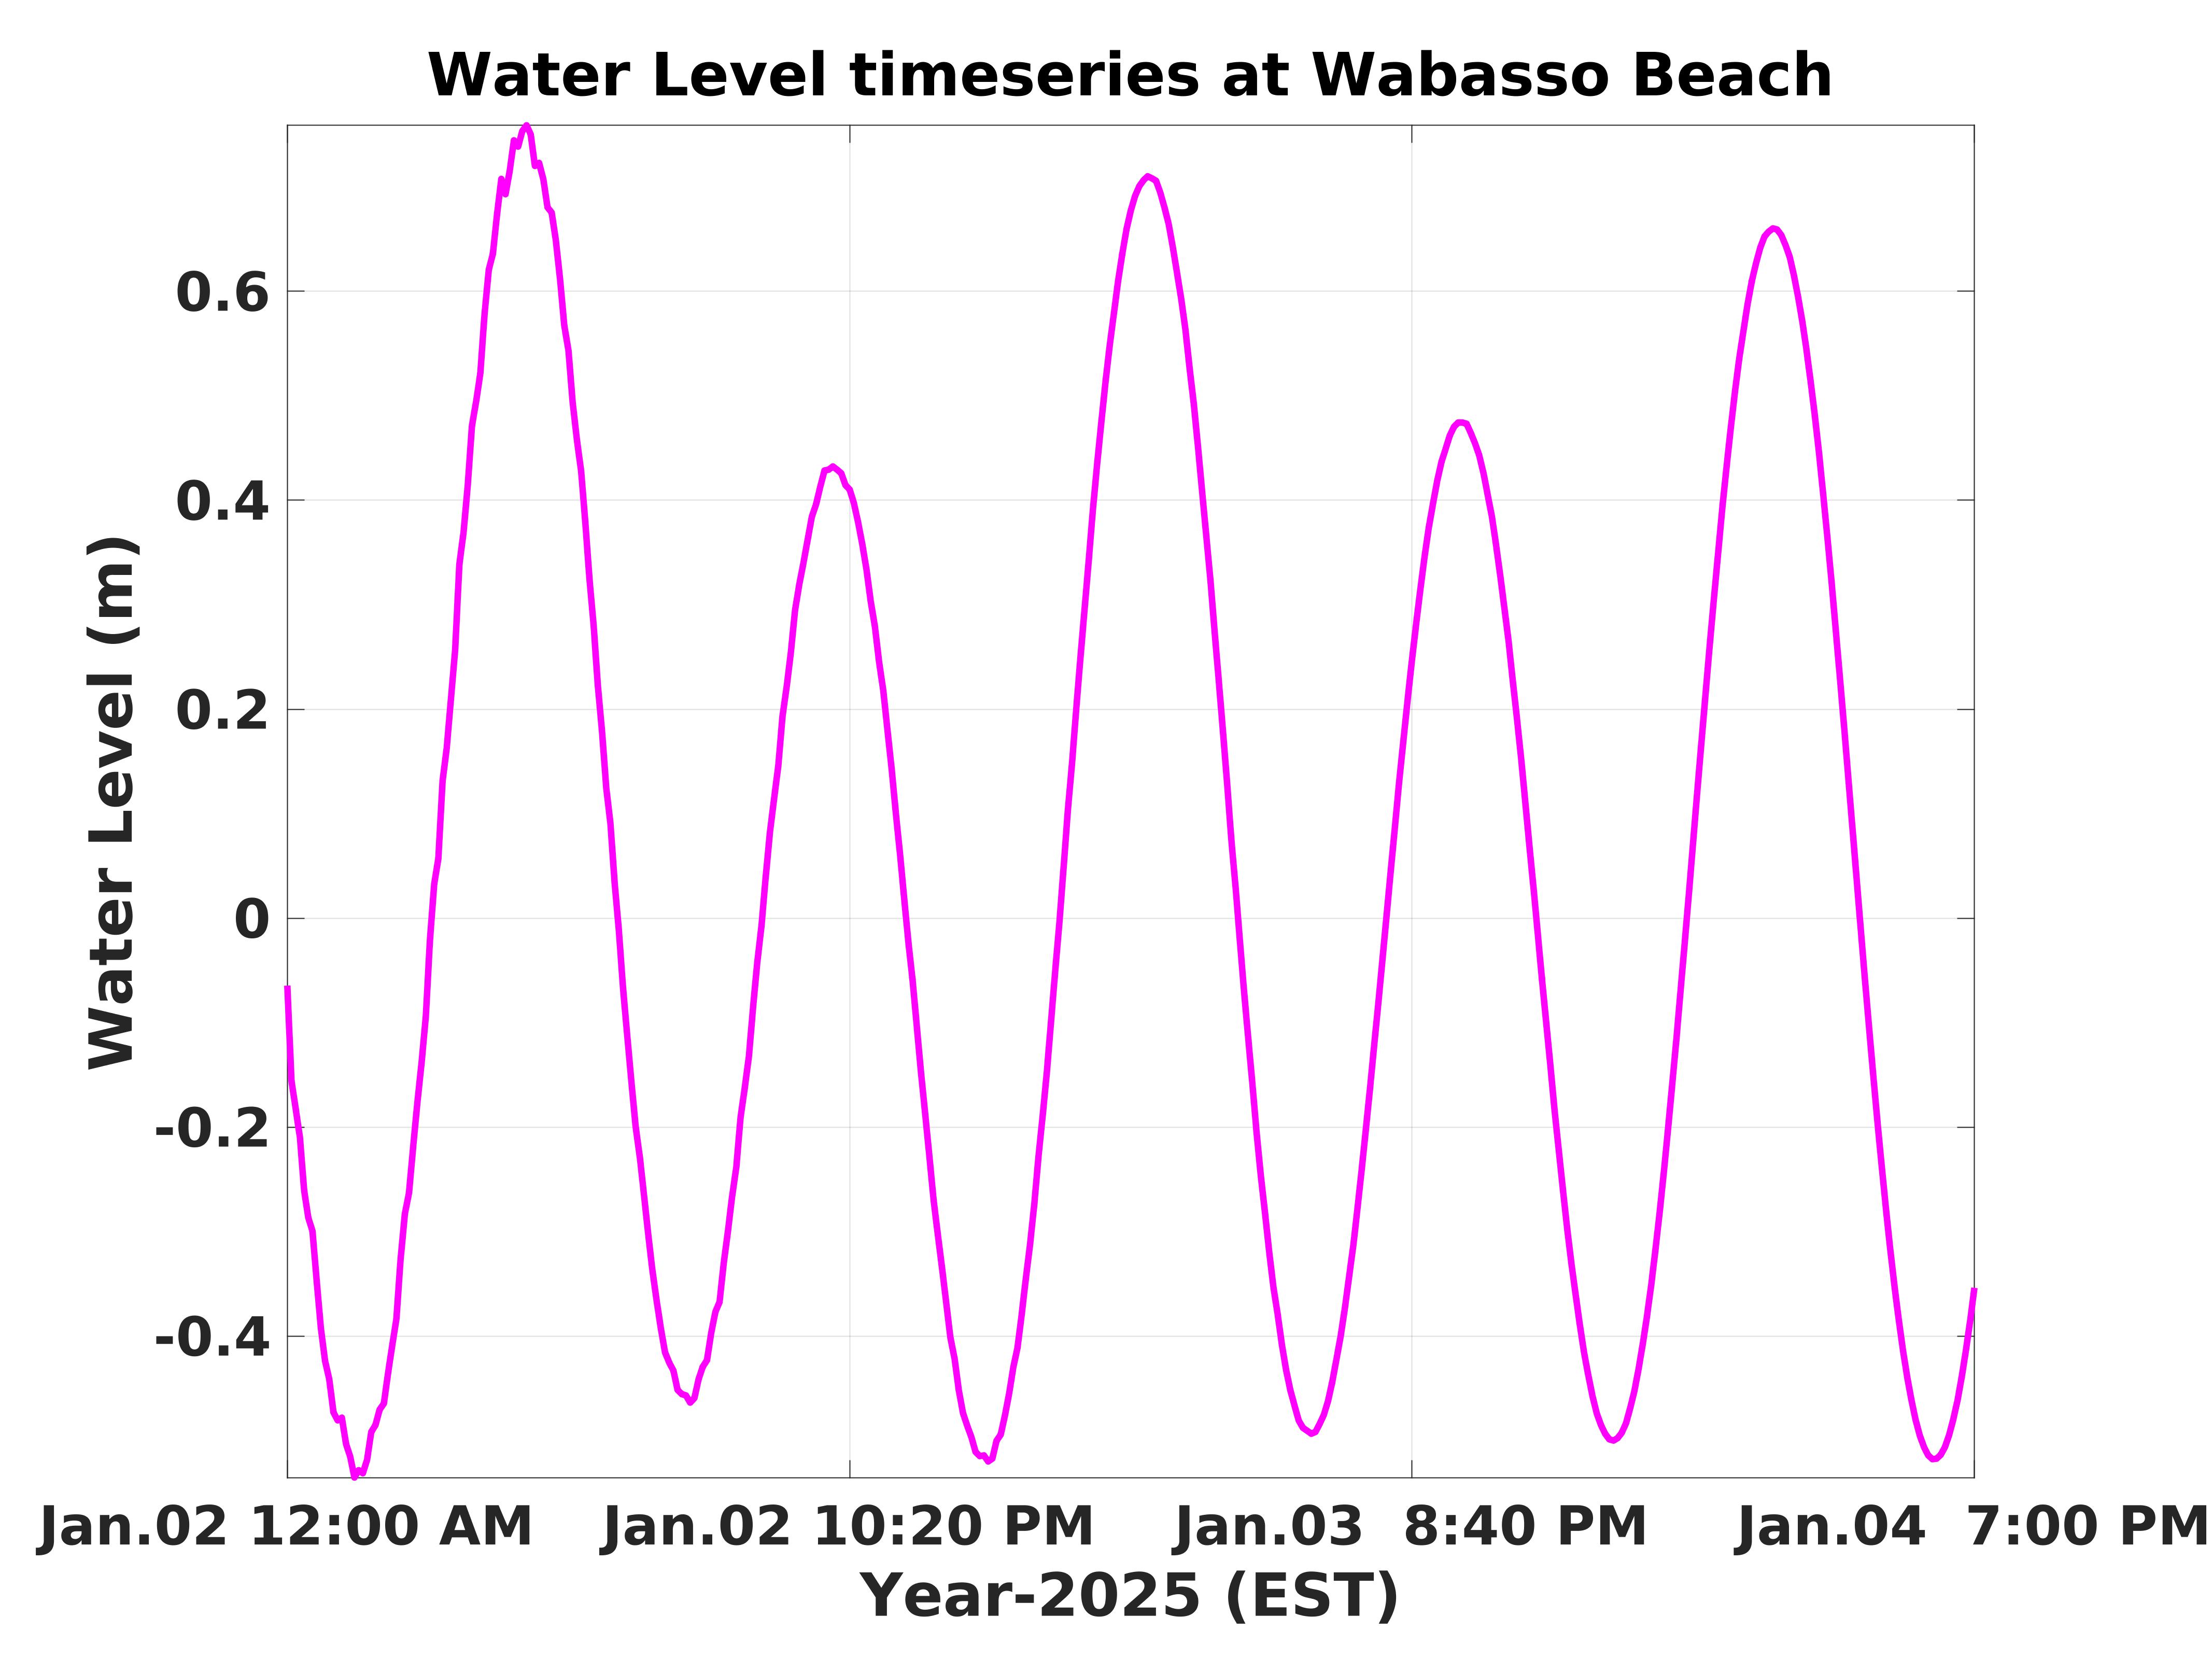 Water Level timeseries at Wabasso Beach
Water Level (m)
0.6
0.4
0.2
0
-0.2
-0.4
Jan.02 12:00 AM
Jan.02 10:20 PM
Jan.03  8:40 PM
Jan.04  7:00 PM
Year-2025 (EST)